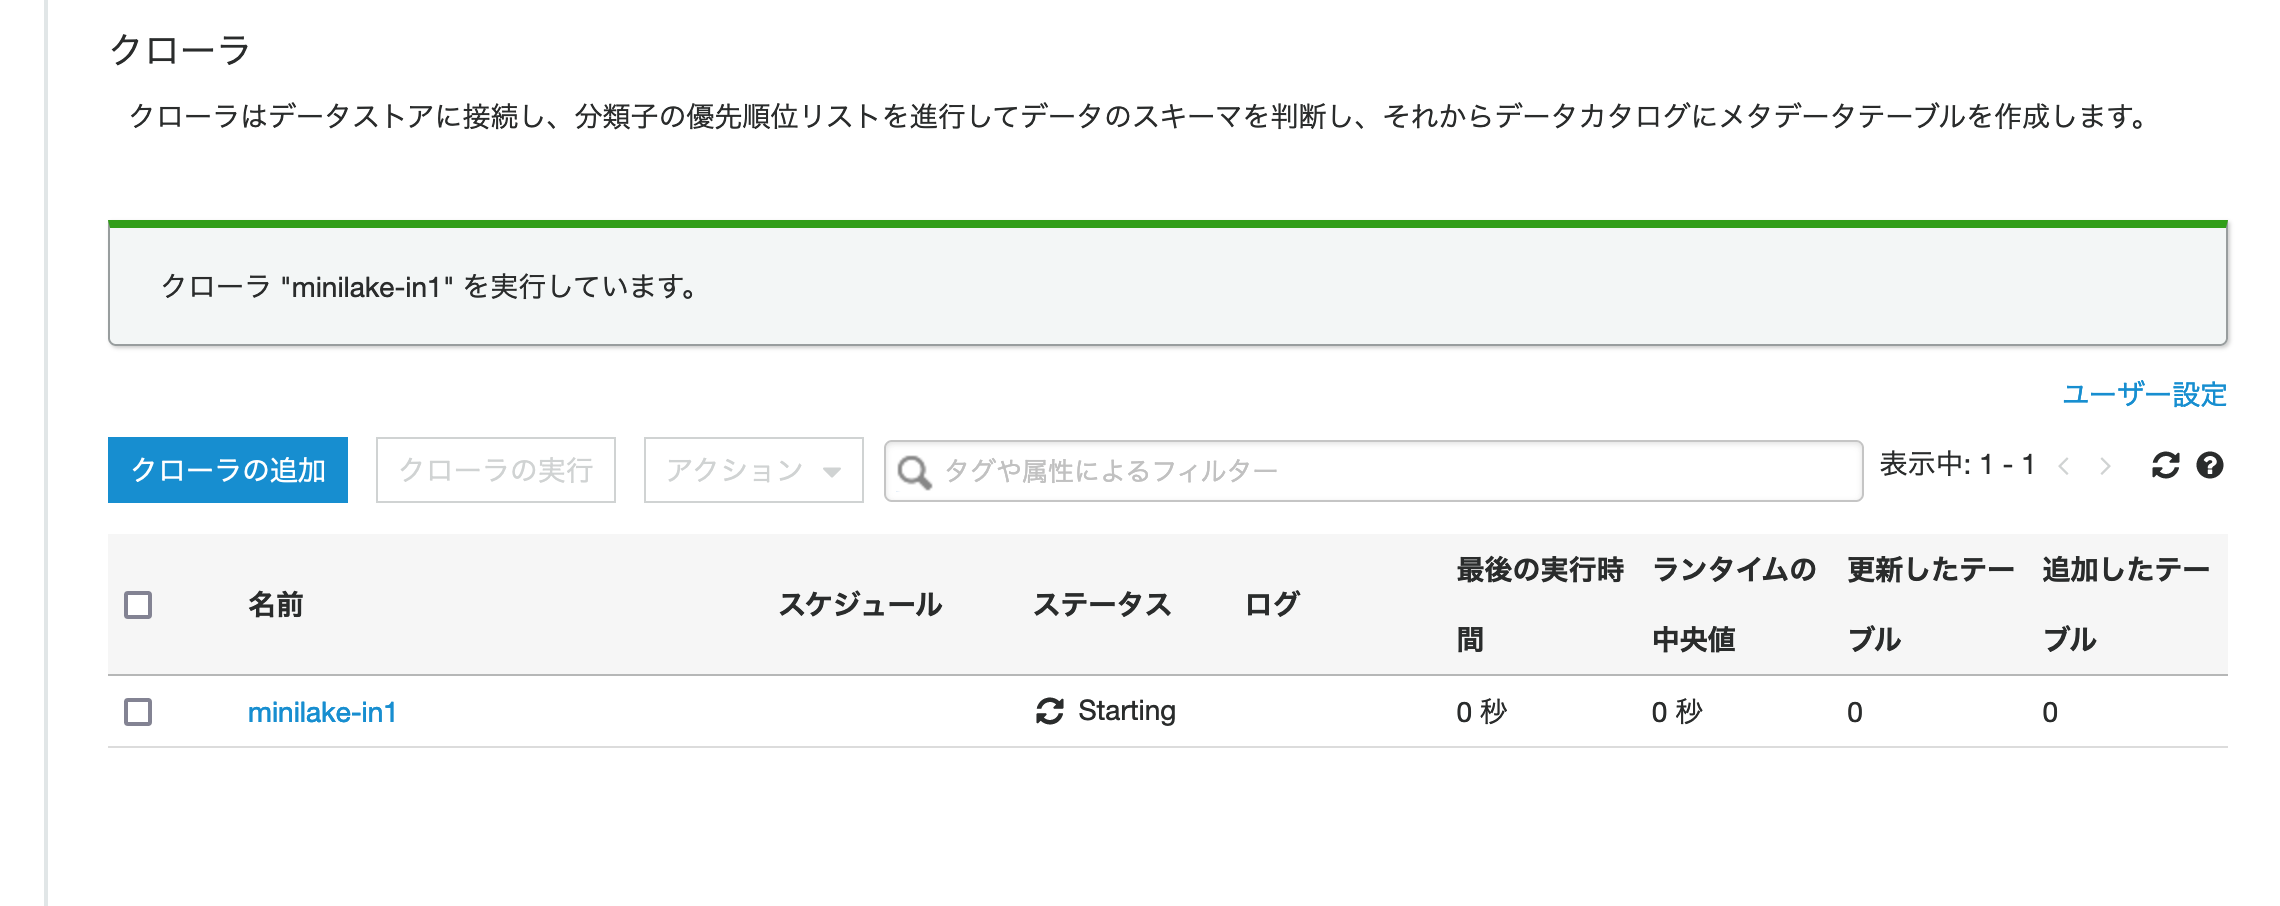 クローラ
クローラはデータストアに接続し、分類子の優先順位リストを進行してデータのスキーマを判断し、それからデータカタログにメタデータテーブルを作成します。
クローラ "minilake-in1" を実行しています。
ユーザー設定
クローラの追加 クローラの実行 アクション タグや属性によるフィルター 表示中: 1 - 1
名前 スケジュール ステータス ログ 最後の実行時間 ランタイムの中央値 更新したテーブル 追加したテーブル
minilake-in1 Starting 0 秒 0 秒 0 0